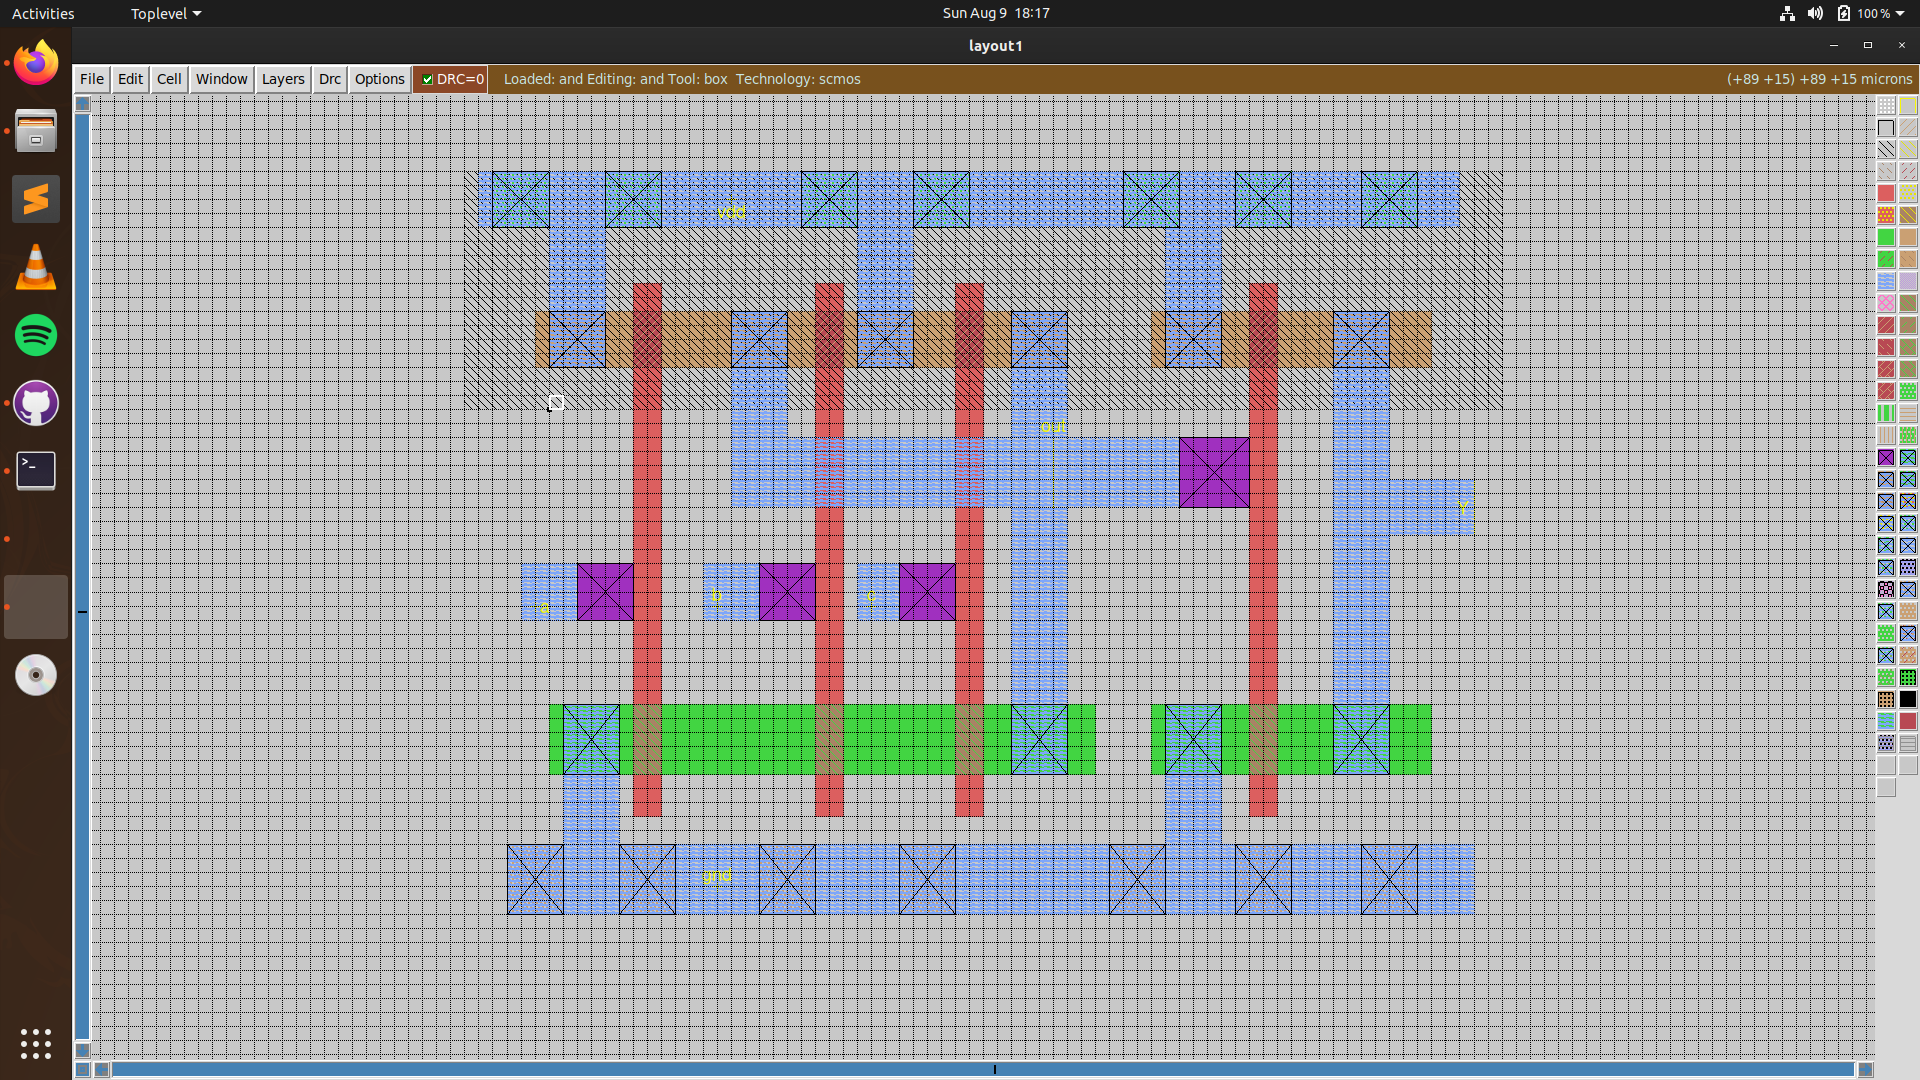 Activities
Toplevel
Sun Aug 9 18:17
100 %
layout1
File Edit Cell Window Layers Drc Options DRC=0 Loaded: and Editing: and Tool: box Technology: scmos (+89 +15) +89 +15 microns
vdd
out
Y
a
b
c
gnd
>_